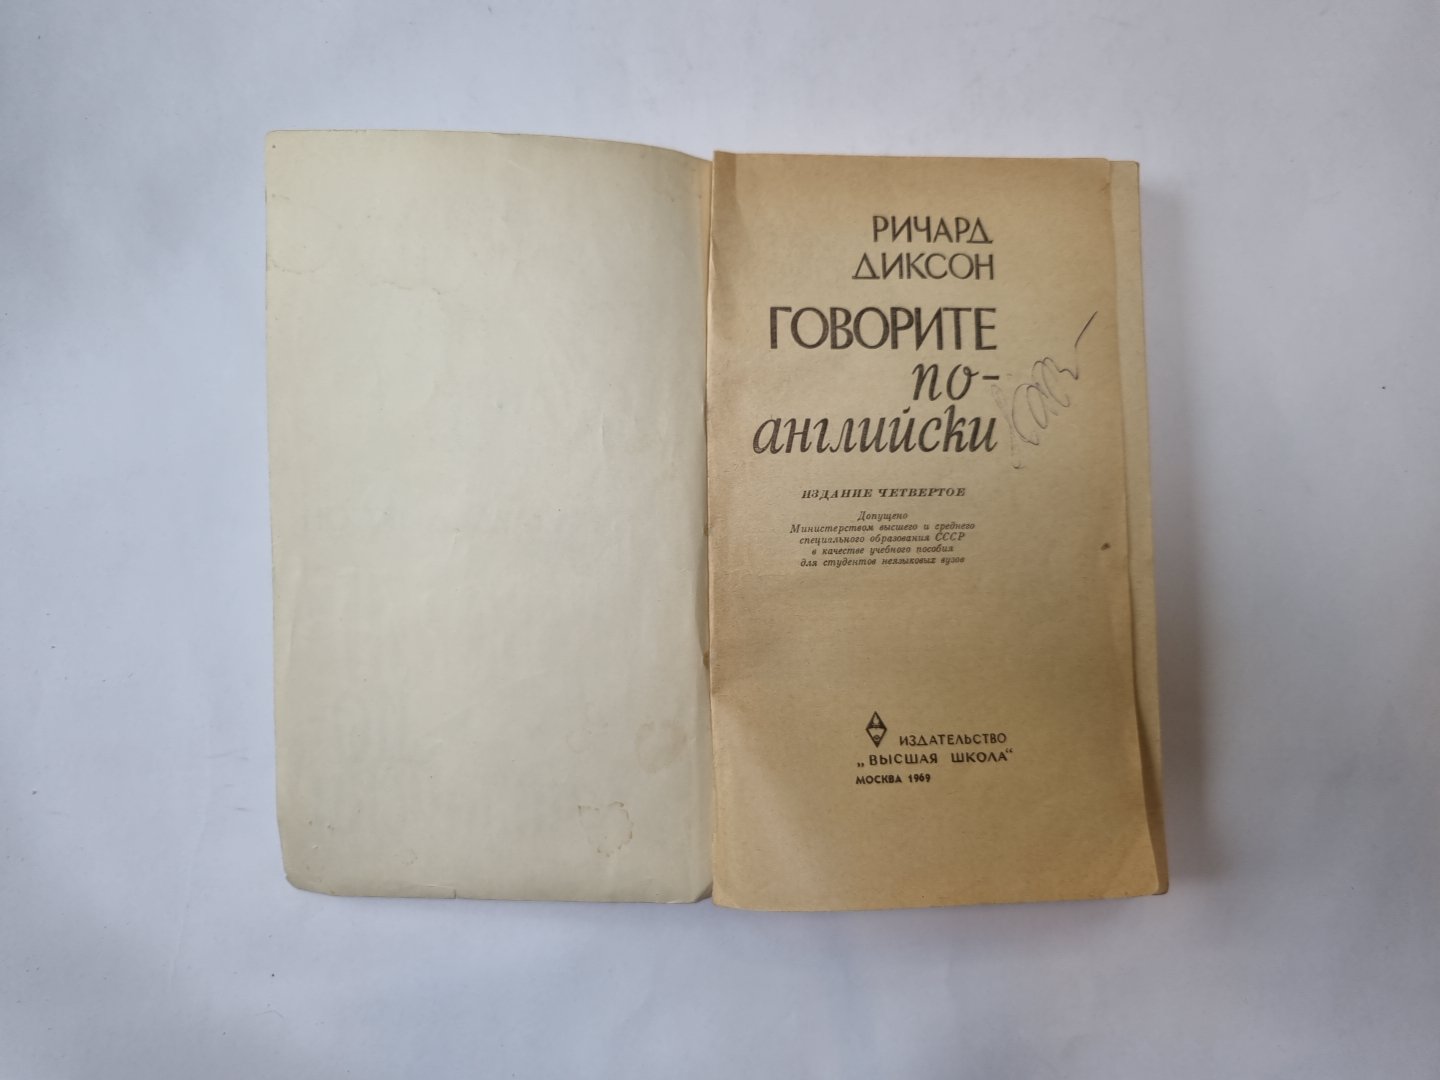 РИЧАРД
ДИКСОН
ГОВОРИТЕ
по-
английски
ИЗДАНИЕ ЧЕТВЕРТОЕ
Допущено
Министерством высшего и среднего
специального образования СССР
в качестве учебного пособия
для студентов неязыковых вузов
ИЗДАТЕЛЬСТВО
„ВЫСШАЯ ШКОЛА“
МОСКВА 1969